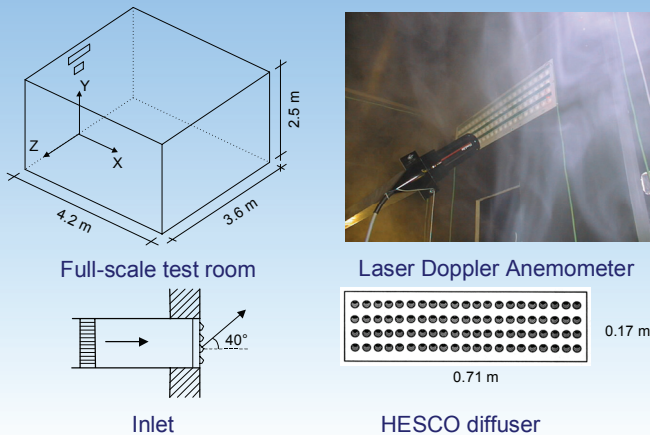 Y
Z
X
2.5 m
4.2 m
3.6 m
Full-scale test room
Laser Doppler Anemometer
40°
0.17 m
0.71 m
Inlet
HESCO diffuser